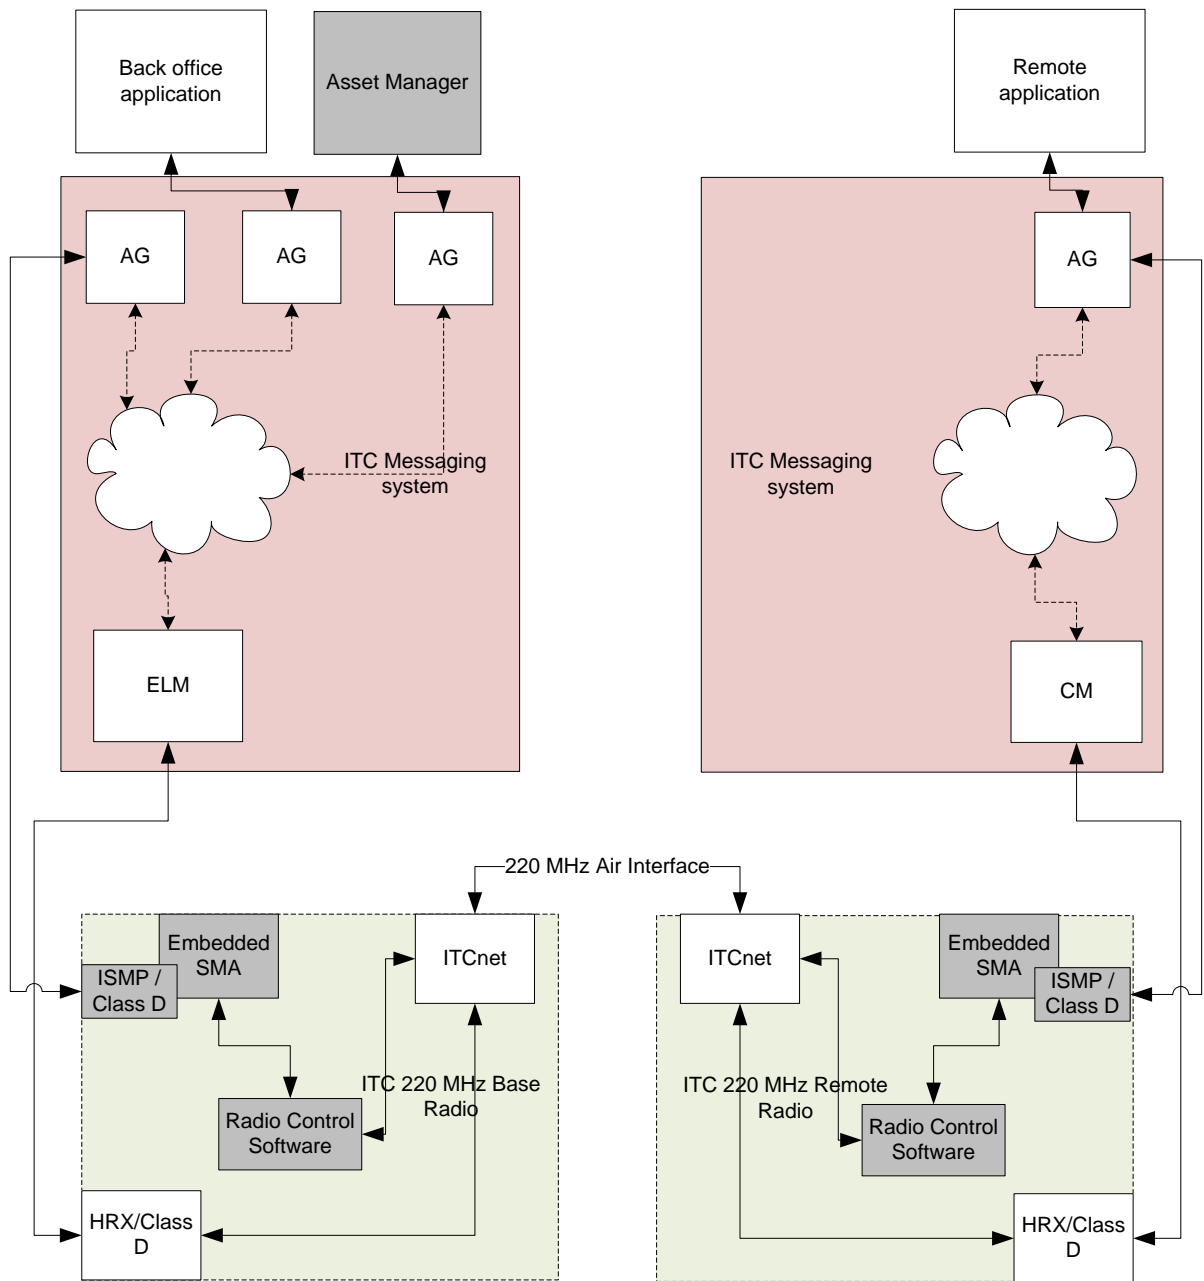 Back office
application
Asset Manager
Remote
application
AG
AG
AG
AG
ITC Messaging
system
ITC Messaging
system
ELM
CM
220 MHz Air Interface
Embedded
SMA
ISMP /
Class D
ITCnet
ITC 220 MHz Base
Radio
Radio Control
Software
HRX/Class
D
ITCnet
Embedded
SMA
ISMP /
Class D
ITC 220 MHz Remote
Radio
Radio Control
Software
HRX/Class
D